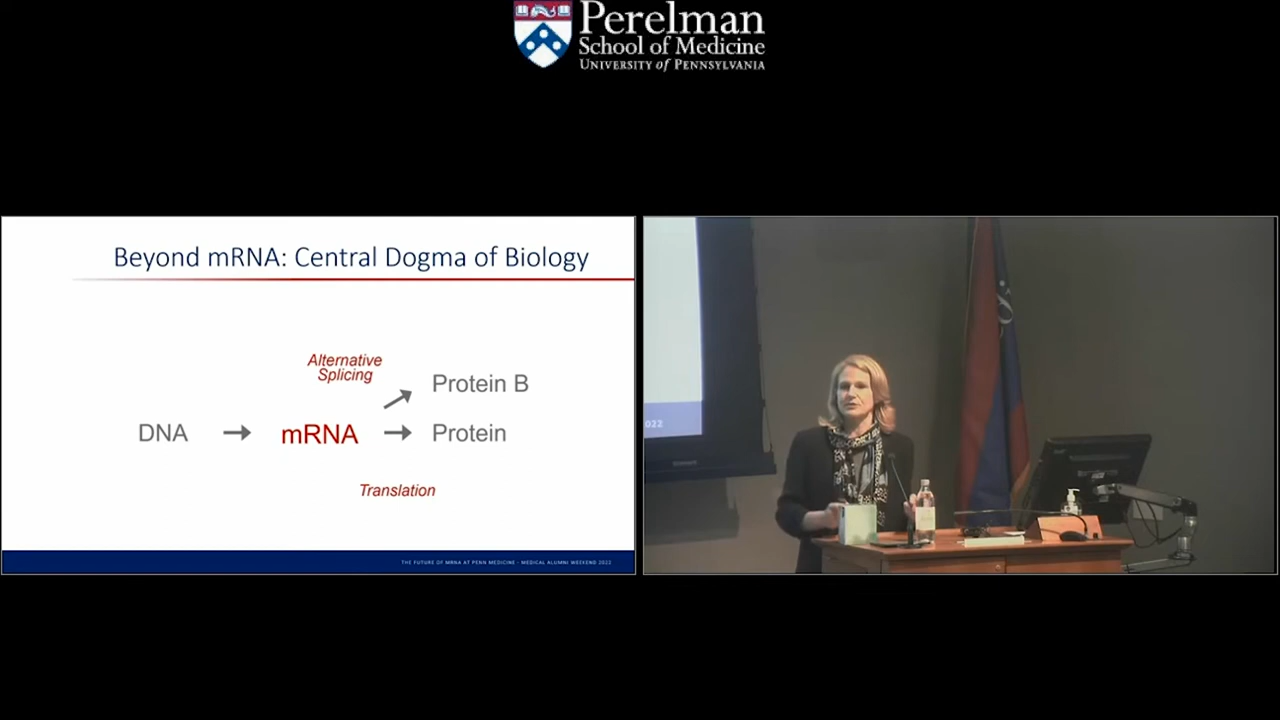 Perelman
School of Medicine
UNIVERSITY of PENNSYLVANIA
Beyond mRNA: Central Dogma of Biology
Alternative
Splicing
Protein B
DNA
mRNA
Protein
Translation
THE FUTURE OF MRNA AT PENN MEDICINE - MEDICAL ALUMNI WEEKEND 2022
022